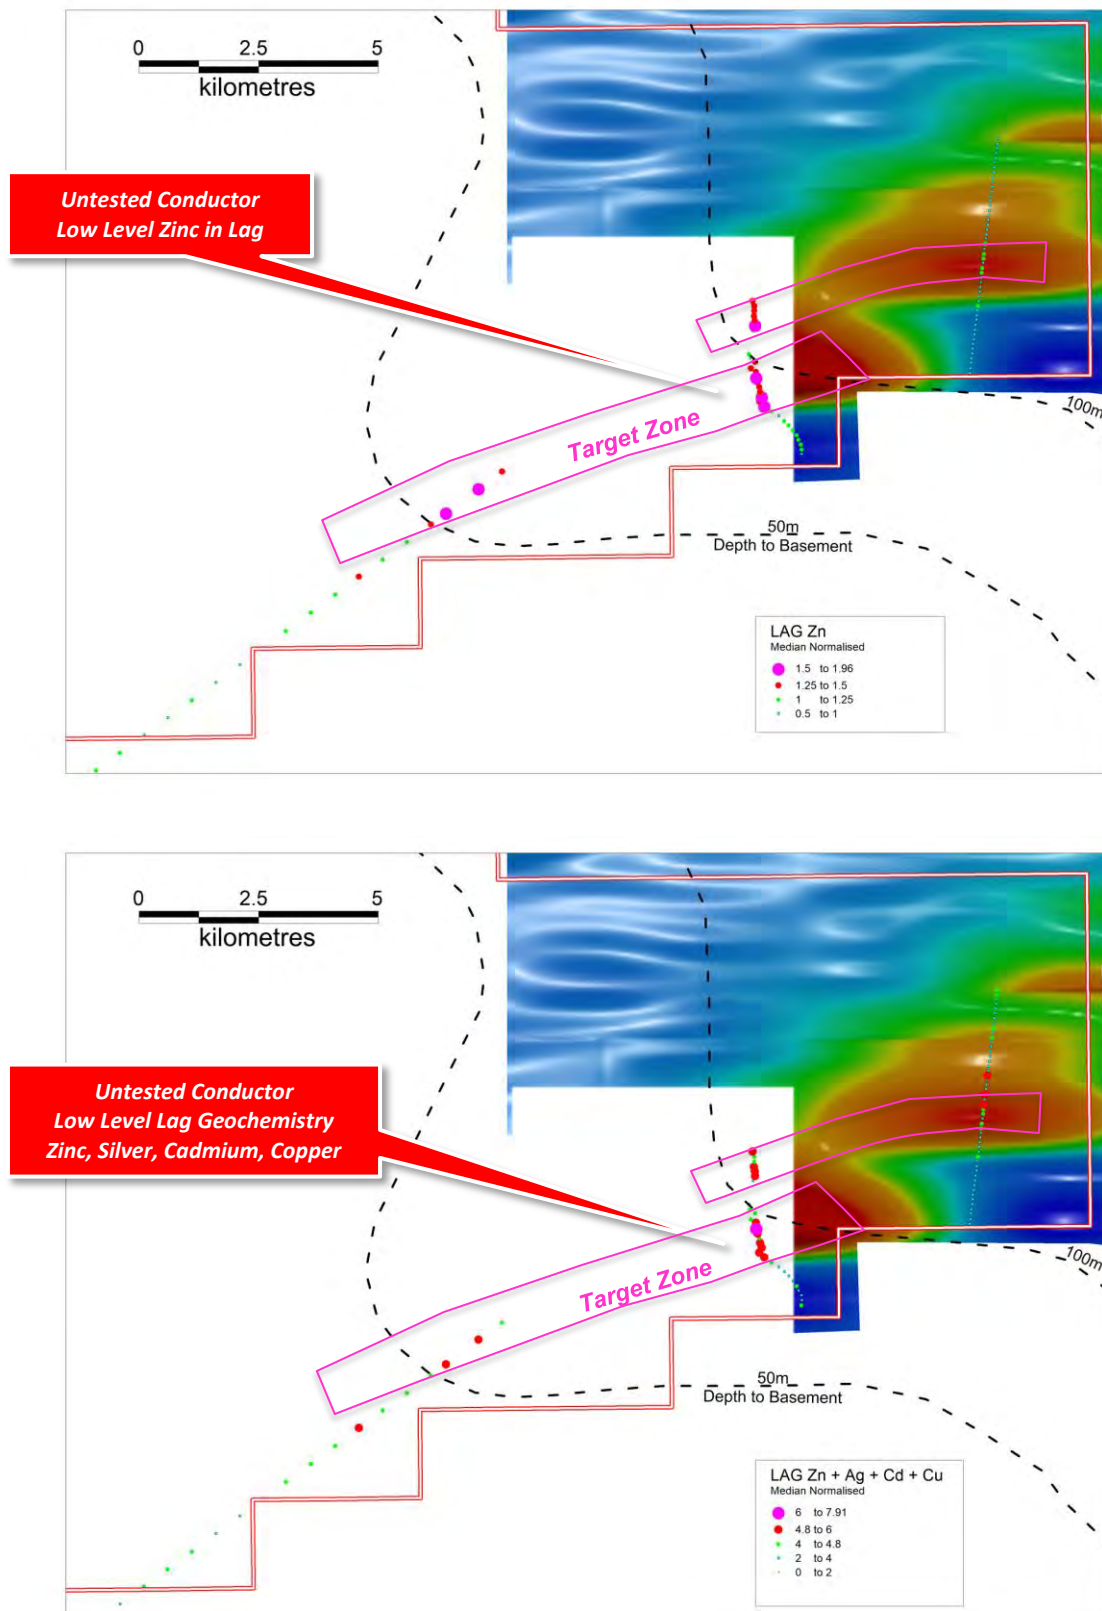 0 2.5 5
kilometres
Untested Conductor
Low Level Zinc in Lag
Target Zone
100m
50m
Depth to Basement
LAG Zn
Median Normalised
1.5 to 1.96
1.25 to 1.5
1 to 1.25
0.5 to 1
0 2.5 5
kilometres
Untested Conductor
Low Level Lag Geochemistry
Zinc, Silver, Cadmium, Copper
Target Zone
100m
50m
Depth to Basement
LAG Zn + Ag + Cd + Cu
Median Normalised
6 to 7.91
4.8 to 6
4 to 4.8
2 to 4
0 to 2